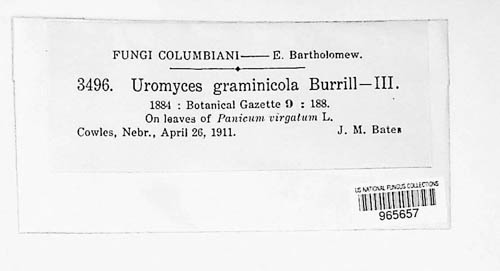 FUNGI COLUMBIANI—E. Bartholomew.
3496. Uromyces graminicola Burrill—III.
1884 : Botanical Gazette 9 : 188.
On leaves of Panicum virgatum L.
Cowles, Nebr., April 26, 1911. J. M. Bates
US NATIONAL FUNGUS COLLECTIONS
965657